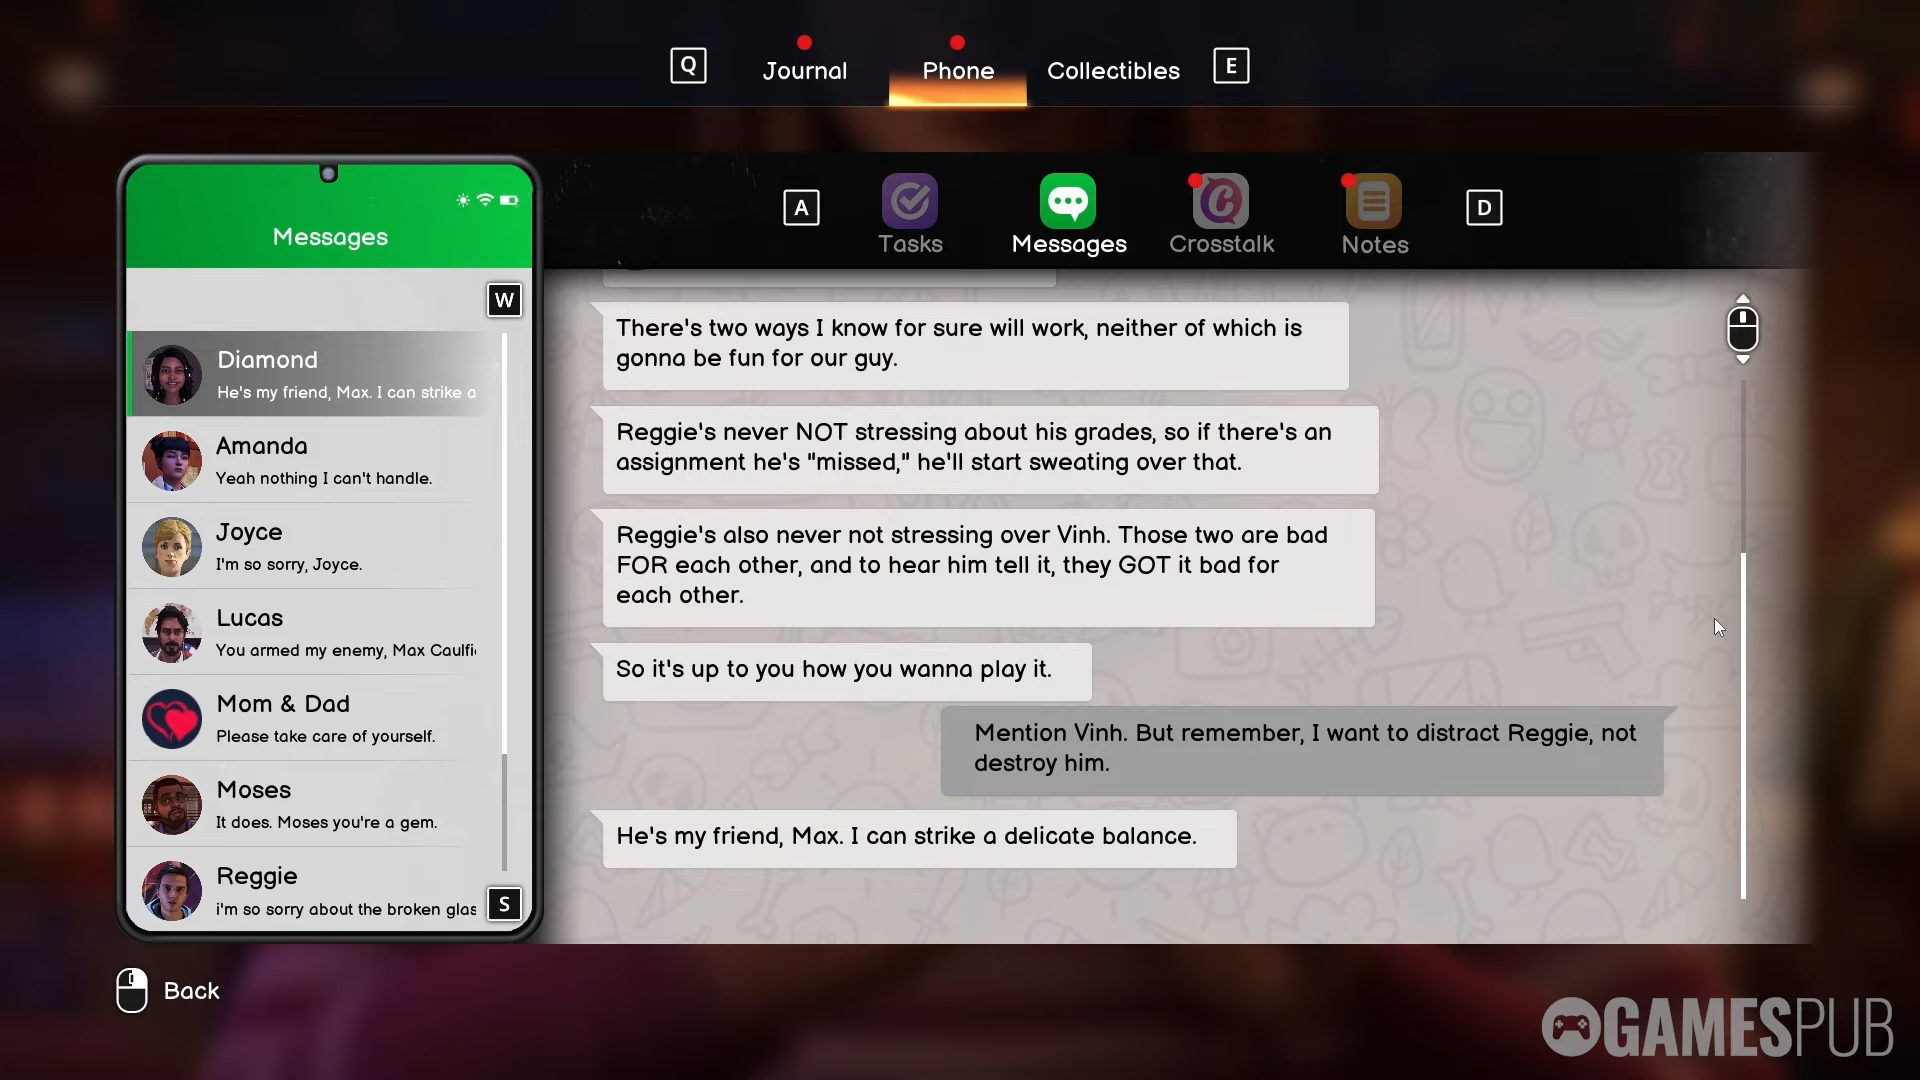 Q
Journal
Phone
Collectibles
E
Messages
W
Diamond
He's my friend, Max. I can strike a
Amanda
Yeah nothing I can't handle.
Joyce
I'm so sorry, Joyce.
Lucas
You armed my enemy, Max Caulfi
Mom & Dad
Please take care of yourself.
Moses
It does. Moses you're a gem.
Reggie
i'm so sorry about the broken glas
S
A
Tasks
Messages
Crosstalk
Notes
D
There's two ways I know for sure will work, neither of which is
gonna be fun for our guy.
Reggie's never NOT stressing about his grades, so if there's an
assignment he's "missed," he'll start sweating over that.
Reggie's also never not stressing over Vinh. Those two are bad
FOR each other, and to hear him tell it, they GOT it bad for
each other.
So it's up to you how you wanna play it.
Mention Vinh. But remember, I want to distract Reggie, not
destroy him.
He's my friend, Max. I can strike a delicate balance.
Back
GAMESPUB